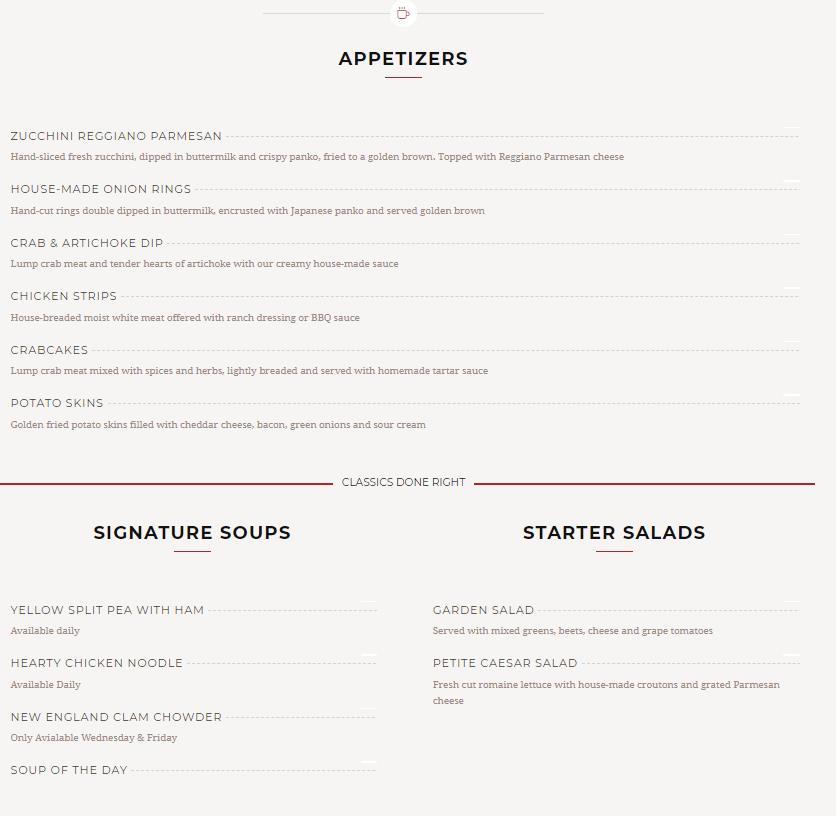 APPETIZERS
ZUCCHINI REGGIANO PARMESAN
Hand-sliced fresh zucchini, dipped in buttermilk and crispy panko, fried to a golden brown. Topped with Reggiano Parmesan cheese
HOUSE-MADE ONION RINGS
Hand-cut rings double dipped in buttermilk, encrusted with Japanese panko and served golden brown
CRAB & ARTICHOKE DIP
Lump crab meat and tender hearts of artichoke with our creamy house-made sauce
CHICKEN STRIPS
House-breaded moist white meat offered with ranch dressing or BBQ sauce
CRABCAKES
Lump crab meat mixed with spices and herbs, lightly breaded and served with homemade tartar sauce
POTATO SKINS
Golden fried potato skins filled with cheddar cheese, bacon, green onions and sour cream
CLASSICS DONE RIGHT
SIGNATURE SOUPS
YELLOW SPLIT PEA WITH HAM
Available daily
HEARTY CHICKEN NOODLE
Available Daily
NEW ENGLAND CLAM CHOWDER
Only Avialable Wednesday & Friday
SOUP OF THE DAY
STARTER SALADS
GARDEN SALAD
Served with mixed greens, beets, cheese and grape tomatoes
PETITE CAESAR SALAD
Fresh cut romaine lettuce with house-made croutons and grated Parmesan
cheese